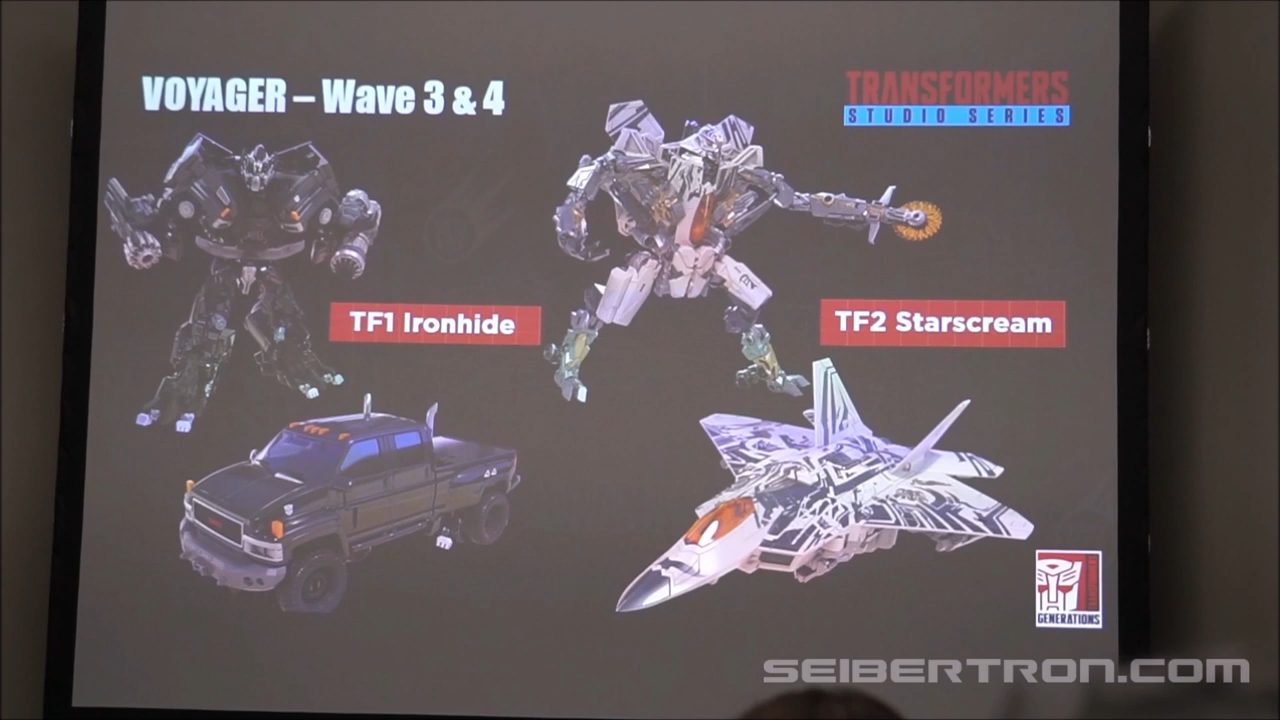 VOYAGER – Wave 3 & 4
TRANSFORMERS
STUDIO SERIES
TF1 Ironhide
TF2 Starscream
GENERATIONS
SEIBERTRON.COM